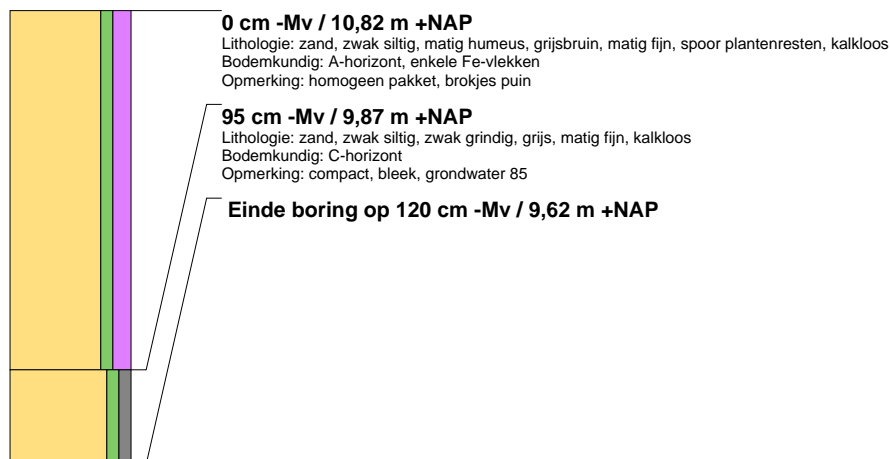 0 cm -Mv / 10,82 m +NAP
Lithologie: zand, zwak siltig, matig humeus, grijsbruin, matig fijn, spoor plantenresten, kalkloos
Bodemkundig: A-horizont, enkele Fe-vlekken
Opmerking: homogeen pakket, brokjes puin
95 cm -Mv / 9,87 m +NAP
Lithologie: zand, zwak siltig, zwak grindig, grijs, matig fijn, kalkloos
Bodemkundig: C-horizont
Opmerking: compact, bleek, grondwater 85
Einde boring op 120 cm -Mv / 9,62 m +NAP